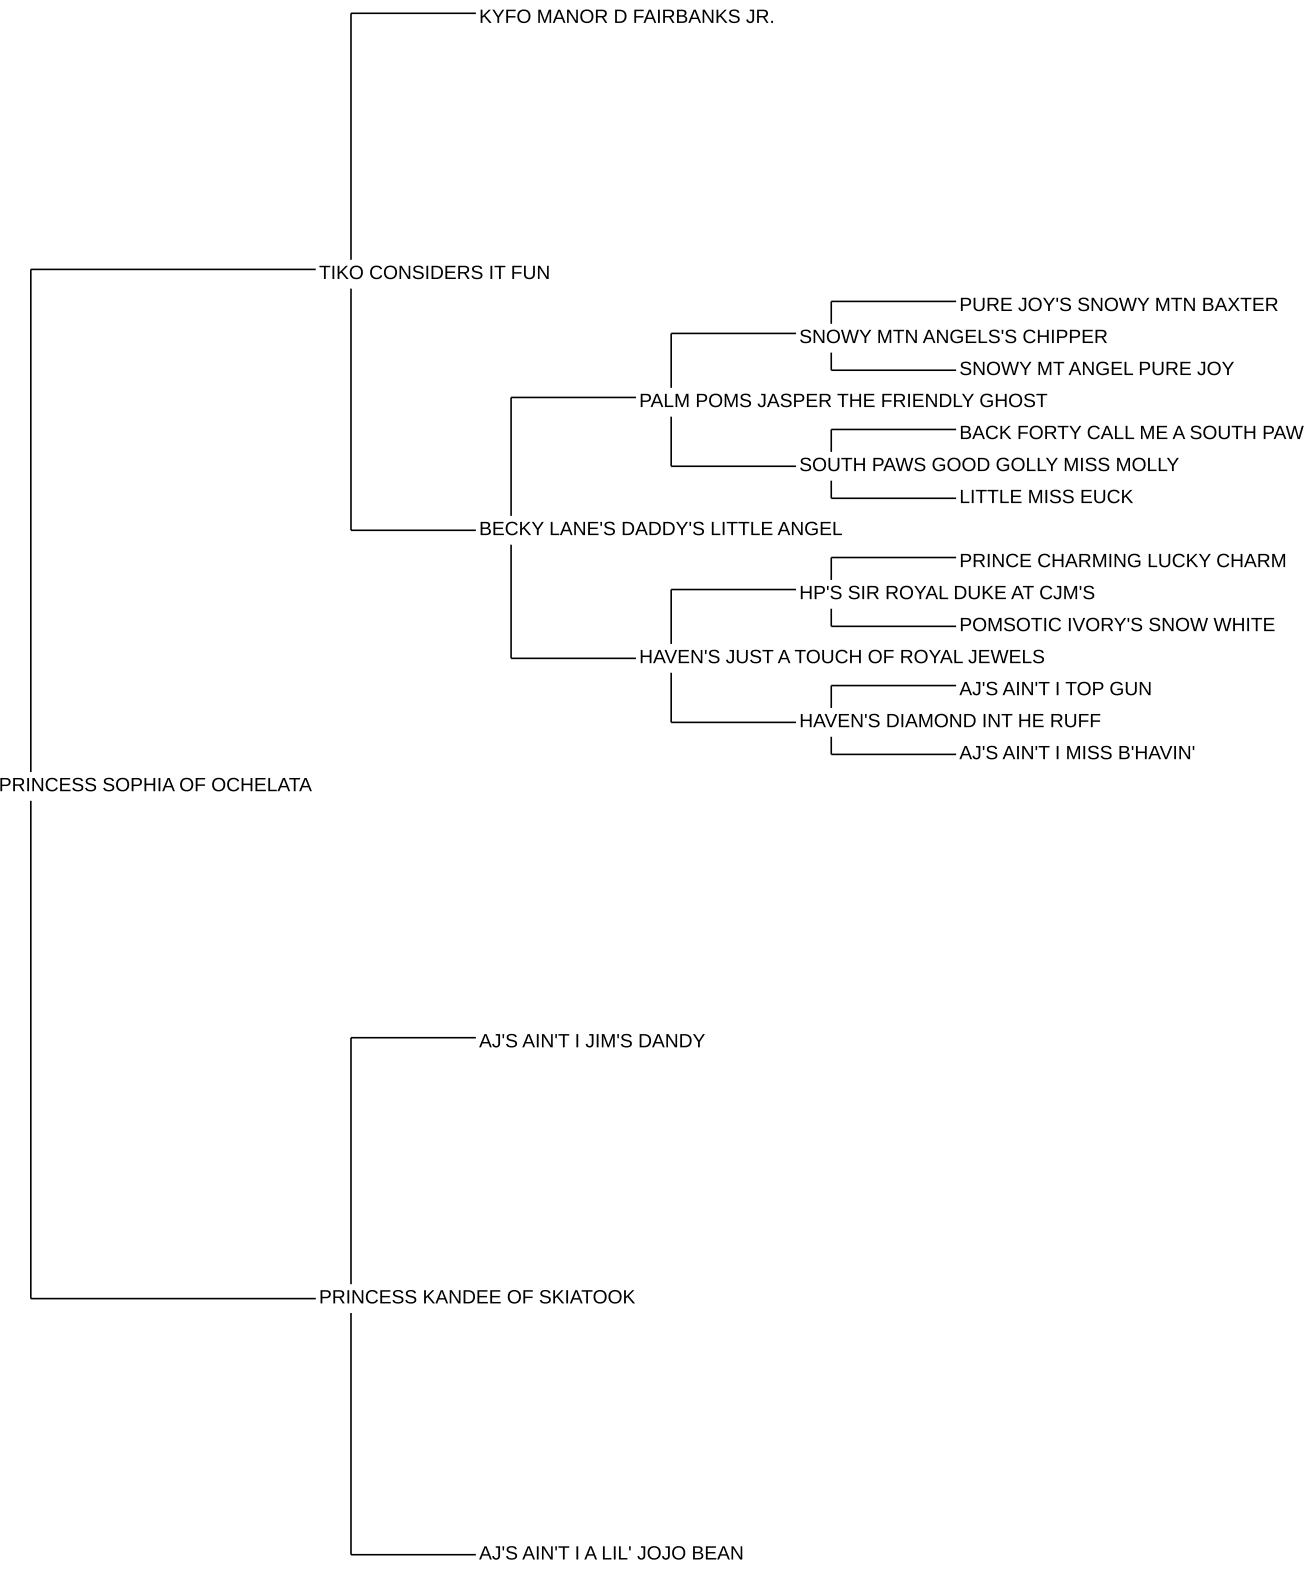 KYFO MANOR D FAIRBANKS JR.
TIKO CONSIDERS IT FUN
PURE JOY'S SNOWY MTN BAXTER
SNOWY MTN ANGELS'S CHIPPER
SNOWY MT ANGEL PURE JOY
PALM POMS JASPER THE FRIENDLY GHOST
BACK FORTY CALL ME A SOUTH PAW
SOUTH PAWS GOOD GOLLY MISS MOLLY
LITTLE MISS EUCK
BECKY LANE'S DADDY'S LITTLE ANGEL
PRINCE CHARMING LUCKY CHARM
HP'S SIR ROYAL DUKE AT CJM'S
POMSOTIC IVORY'S SNOW WHITE
HAVEN'S JUST A TOUCH OF ROYAL JEWELS
AJ'S AIN'T I TOP GUN
HAVEN'S DIAMOND INT HE RUFF
AJ'S AIN'T I MISS B'HAVIN'
PRINCESS SOPHIA OF OCHELATA
AJ'S AIN'T I JIM'S DANDY
PRINCESS KANDEE OF SKIATOOK
AJ'S AIN'T I A LIL' JOJO BEAN